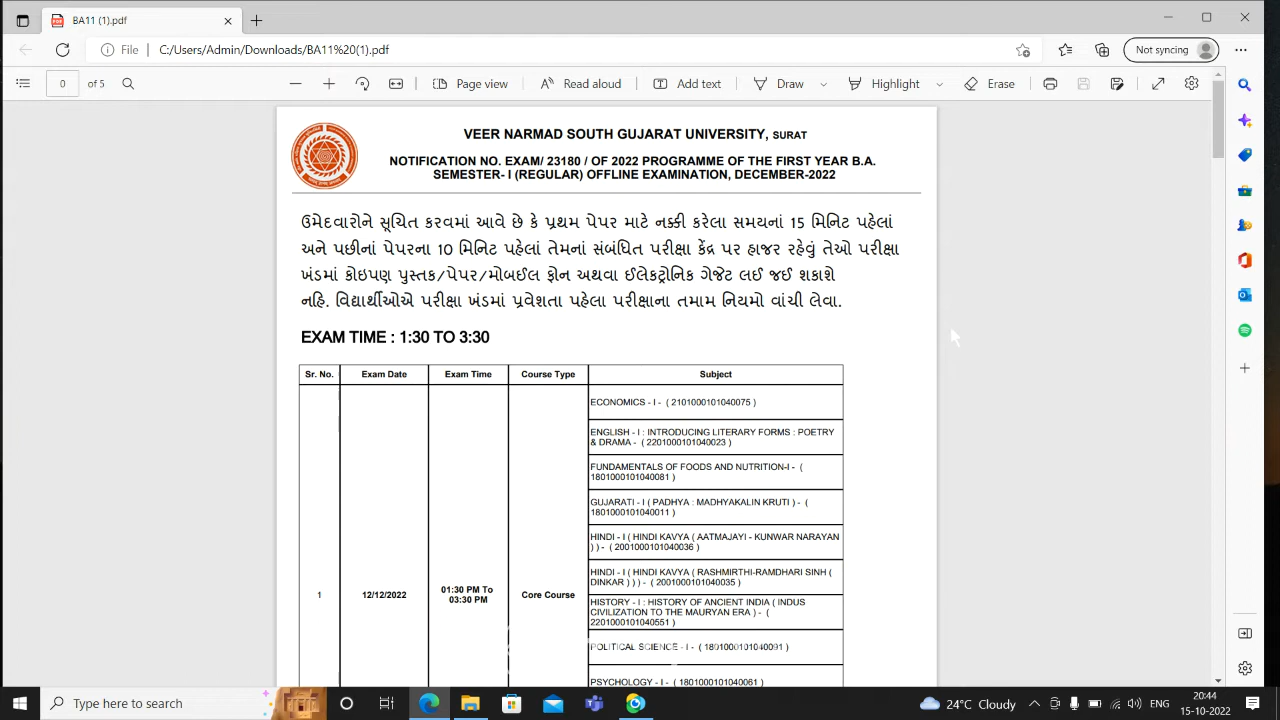 BA11 (1).pdf
File C:/Users/Admin/Downloads/BA11%20(1).pdf
Not syncing
0 of 5
Page view
Read aloud
Add text
Draw
Highlight
Erase
VEER NARMAD SOUTH GUJARAT UNIVERSITY, SURAT
NOTIFICATION NO. EXAM/ 23180 / OF 2022 PROGRAMME OF THE FIRST YEAR B.A.
SEMESTER- I (REGULAR) OFFLINE EXAMINATION, DECEMBER-2022
ઉમેદવારોને સૂચિત કરવમાં આવે છે કે પ્રથમ પેપર માટે નક્કી કરેલા સમયનાં 15 મિનિટ પહેલાં
અને પછીનાં પેપરના 10 મિનિટ પહેલાં તેમનાં સંબંધિત પરીક્ષા કેંદ્ર પર હાજર રહેવું તેઓ પરીક્ષા
ખંડમાં કોઇપણ પુસ્તક/પેપર/મોબઈલ ફોન અથવા ઈલેક્ટ્રોનિક ગેજેટ લઈ જઈ શકાશે
નહિ. વિદ્યાર્થીઓએ પરીક્ષા ખંડમાં પ્રવેશતા પહેલા પરીક્ષાના તમામ નિયમો વાંચી લેવા.
EXAM TIME : 1:30 TO 3:30
Sr. No. Exam Date Exam Time Course Type Subject
ECONOMICS - I - ( 2101000101040075 )
ENGLISH - I : INTRODUCING LITERARY FORMS : POETRY
& DRAMA - ( 2201000101040023 )
FUNDAMENTALS OF FOODS AND NUTRITION-I - (
1801000101040081 )
GUJARATI - I ( PADHYA : MADHYAKALIN KRUTI ) - (
1801000101040011 )
HINDI - I ( HINDI KAVYA ( AATMAJAYI - KUNWAR NARAYAN
) ) - ( 2001000101040036 )
HINDI - I ( HINDI KAVYA ( RASHMIRTHI-RAMDHARI SINH (
DINKAR ) ) ) - ( 2001000101040035 )
1 12/12/2022 01:30 PM To
03:30 PM Core Course
HISTORY - I : HISTORY OF ANCIENT INDIA ( INDUS
CIVILIZATION TO THE MAURYAN ERA ) - (
2201000101040551 )
POLITICAL SCIENCE - I - ( 1801000101040091 )
PSYCHOLOGY - I - ( 1801000101040061 )
Type here to search
24°C Cloudy
ENG
20:44
15-10-2022